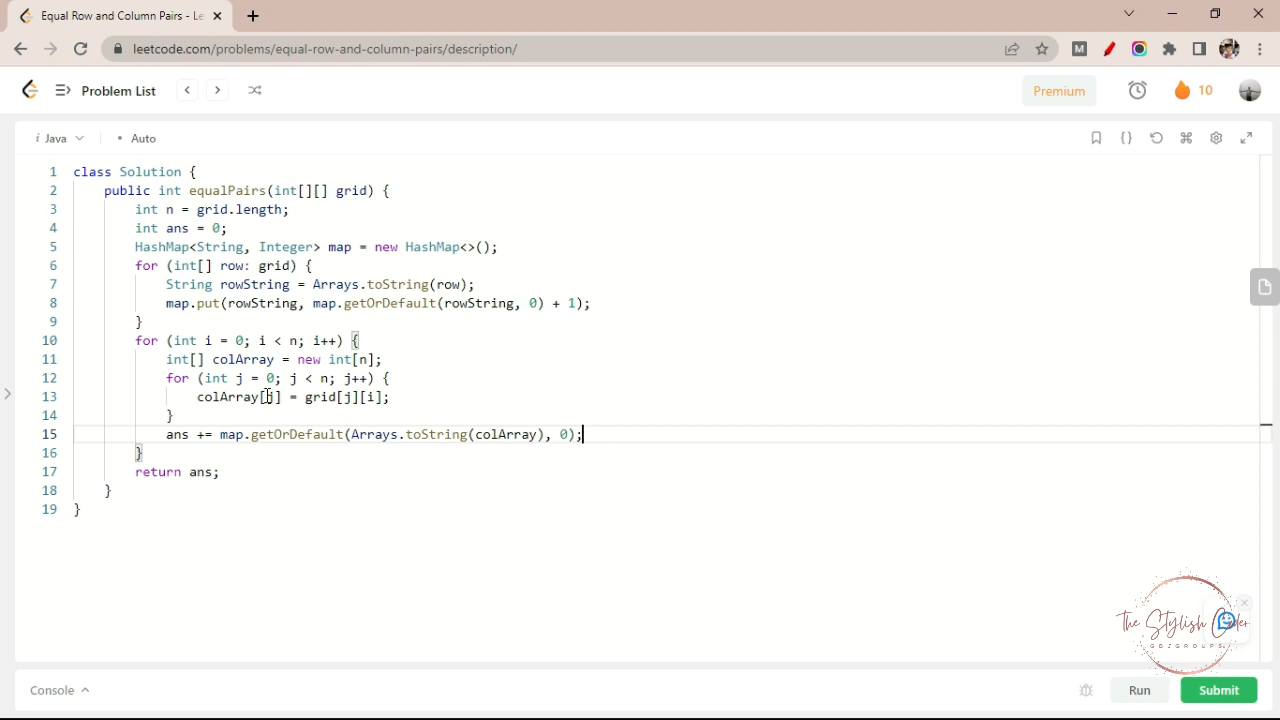 Equal Row and Column Pairs - Le
leetcode.com/problems/equal-row-and-column-pairs/description/
Problem List
Premium
10
i Java
• Auto
1 class Solution {
2 public int equalPairs(int[][] grid) {
3 int n = grid.length;
4 int ans = 0;
5 HashMap<String, Integer> map = new HashMap<>();
6 for (int[] row: grid) {
7 String rowString = Arrays.toString(row);
8 map.put(rowString, map.getOrDefault(rowString, 0) + 1);
9 }
10 for (int i = 0; i < n; i++) {
11 int[] colArray = new int[n];
12 for (int j = 0; j < n; j++) {
13 colArray[j] = grid[j][i];
14 }
15 ans += map.getOrDefault(Arrays.toString(colArray), 0);
16 }
17 return ans;
18 }
19 }
The Stylish Coder
GBJGROUPS
Console
Run
Submit